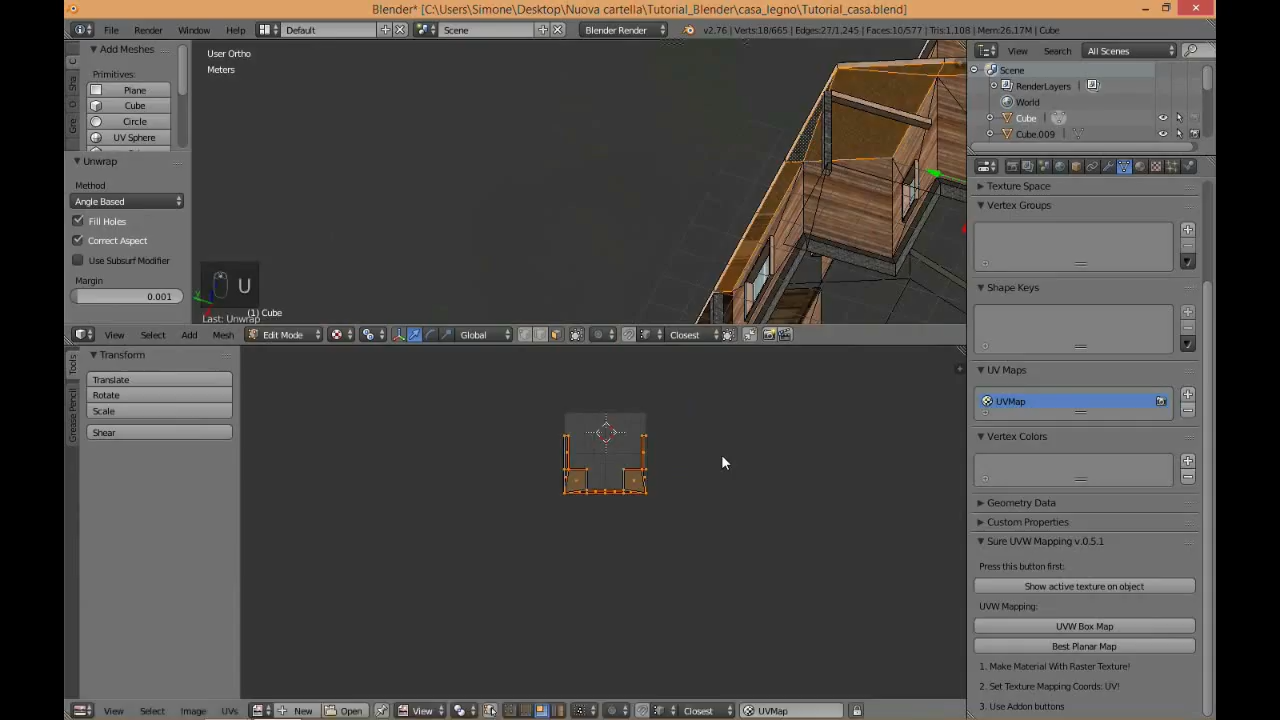 Blender* [C:\Users\Simone\Desktop\Nuova cartella\Tutorial_Blender\casa_legno\Tutorial_casa.blend]
File Render Window Help Default Scene Blender Render v2.76 | Verts:18/665 | Edges:27/1,245 | Faces:10/577 | Tris:1,108 | Mem:26.17M | Cube
View Search All Scenes
Add Meshes
Primitives:
Plane
Cube
Circle
UV Sphere
Unwrap
Method
Angle Based
Fill Holes
Correct Aspect
Use Subsurf Modifier
Margin
0.001
User Ortho
Meters
U
Last: Unwrap
(1) Cube
View Select Add Mesh Edit Mode Global Closest
Tools
Grease Pencil
Transform
Translate
Rotate
Scale
Shear
View Select Image UVs New Open View Closest UVMap
Scene
RenderLayers
World
Cube
Cube.009
Texture Space
Vertex Groups
Shape Keys
UV Maps
UVMap
Vertex Colors
Geometry Data
Custom Properties
Sure UVW Mapping v.0.5.1
Press this button first:
Show active texture on object
UVW Mapping:
UVW Box Map
Best Planar Map
1. Make Material With Raster Texture!
2. Set Texture Mapping Coords: UV!
3. Use Addon buttons